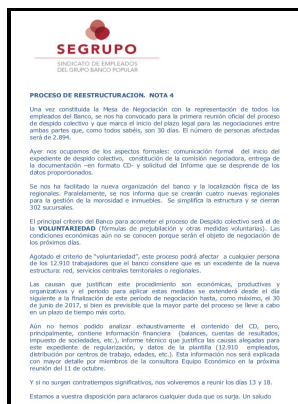 SEGRUPO
SINDICATO DE EMPLEADOS
DEL GRUPO BANCO POPULAR
PROCESO DE REESTRUCTURACION. NOTA 4
Una vez constituida la Mesa de Negociación con la representación de todos los
empleados del Banco, se nos ha convocado para la primera reunión oficial del proceso
de despido colectivo y que marca el inicio del plazo legal para las negociaciones entre
ambas partes que, como todos sabéis, son 30 días. El número de personas afectadas
será de 2.894.
Ayer nos ocupamos de los aspectos formales: comunicación formal del inicio del
expediente de despido colectivo, constitución de la comisión negociadora, entrega de
la documentación –en formato CD- y solicitud del Informe que se desprende de los
datos proporcionados.
Se nos ha facilitado la nueva organización del banco y la localización física de las
regionales. Paralelamente, se nos informa que se crearán cuatro nuevas regionales
para la gestión de la morosidad e inmuebles. Se simplifica la estructura y se cierran
302 sucursales.
El principal criterio del Banco para acometer el proceso de Despido colectivo será el de
la VOLUNTARIEDAD (fórmulas de prejubilación y otras medidas voluntarias). Las
condiciones económicas aún no se conocen porque serán el objeto de negociación de
los próximos días.
Agotado el criterio de "voluntariedad", este proceso podrá afectar a cualquier persona
de los 12.910 trabajadores que el banco considere que es un excedente de la nueva
estructura: red, servicios centrales territoriales o regionales.
Las causas que justifican este procedimiento son económicas, productivas y
organizativas y el periodo para aplicar estas medidas se extenderá desde el día
siguiente a la finalización de este periodo de negociación hasta, como máximo, el 30
de junio de 2017, si bien es previsible que la mayor parte del proceso se lleve a cabo
en un plazo de tiempo más corto.
Aún no hemos podido analizar exhaustivamente el contenido del CD, pero,
principalmente, contiene información financiera (balances, cuentas de resultados,
impuesto de sociedades, etc.), informe técnico que justifica las causas alegadas para
este expediente de regularización, y datos de la plantilla (12.910 empleados,
distribución por centros de trabajo, edades, etc.). Esta información nos será explicada
con mayor detalle por miembros de la consultora Equipo Económico en la próxima
reunión del 11 de octubre.
Y si no surgen contratiempos significativos, nos volveremos a reunir los días 13 y 18.
Estamos a vuestra disposición para aclararos cualquier duda que os surja. Un saludo